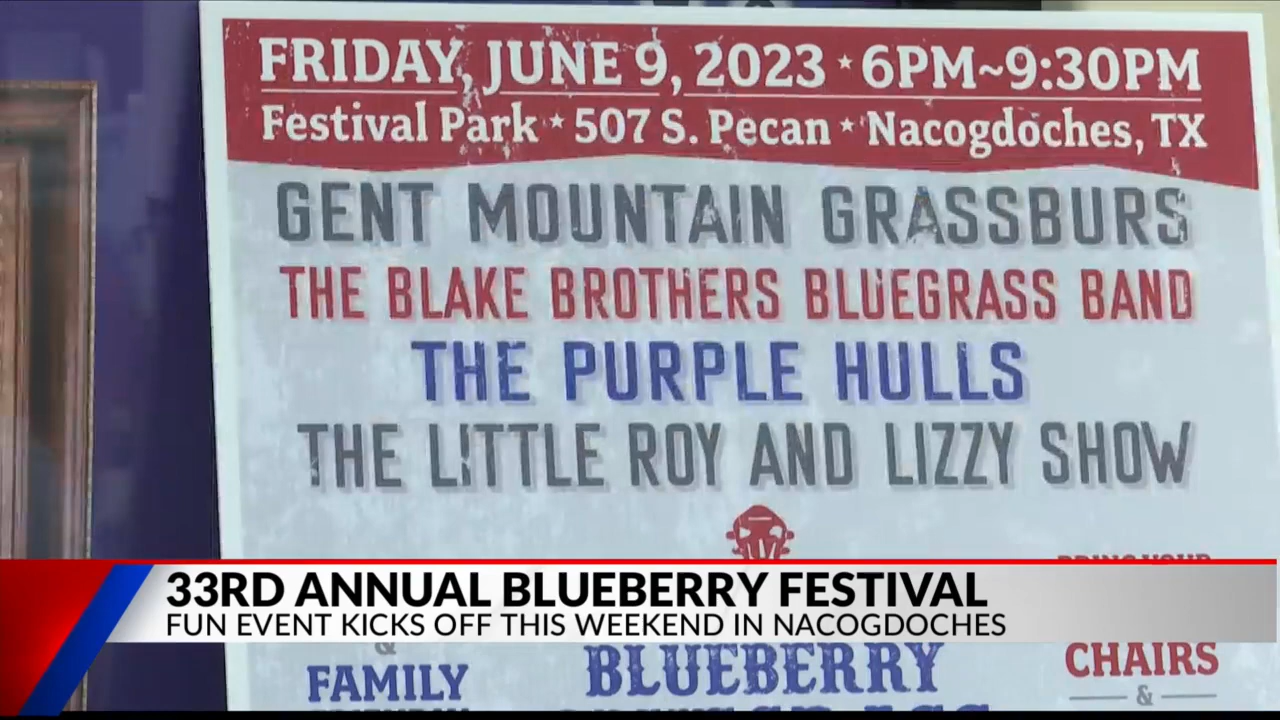 FRIDAY, JUNE 9, 2023 ★ 6PM~9:30PM
Festival Park ★ 507 S. Pecan ★ Nacogdoches, TX
GENT MOUNTAIN GRASSBURS
THE BLAKE BROTHERS BLUEGRASS BAND
THE PURPLE HULLS
THE LITTLE ROY AND LIZZY SHOW
33RD ANNUAL BLUEBERRY FESTIVAL
FUN EVENT KICKS OFF THIS WEEKEND IN NACOGDOCHES
&
FAMILY
BLUEBERRY
CHAIRS
&